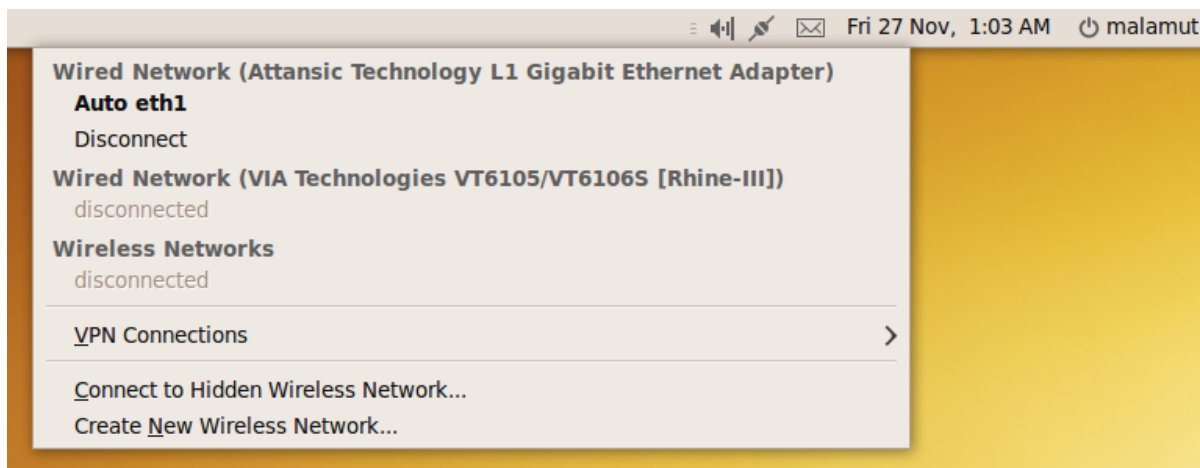 Fri 27 Nov, 1:03 AM malamut
Wired Network (Attansic Technology L1 Gigabit Ethernet Adapter)
Auto eth1
Disconnect
Wired Network (VIA Technologies VT6105/VT6106S [Rhine-III])
disconnected
Wireless Networks
disconnected
VPN Connections
Connect to Hidden Wireless Network...
Create New Wireless Network...